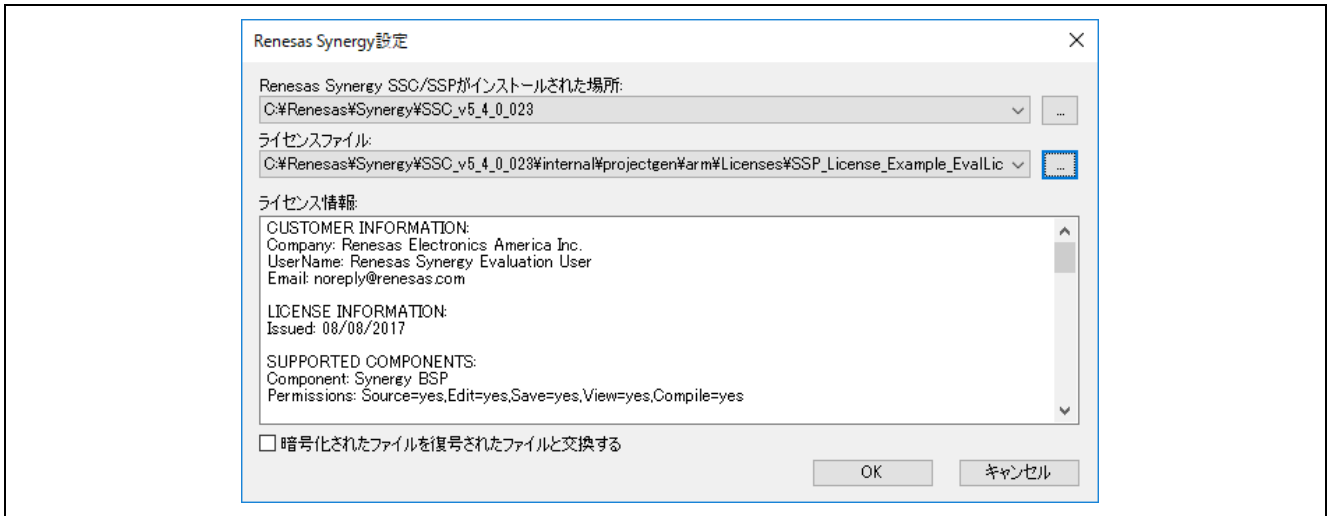 Renesas Synergy設定
Renesas Synergy SSC/SSPがインストールされた場所:
C:¥Renesas¥Synergy¥SSC_v5_4_0_023
...
ライセンスファイル:
C:¥Renesas¥Synergy¥SSC_v5_4_0_023¥internal¥projectgen¥arm¥Licenses¥SSP_License_Example_EvalLic
...
ライセンス情報:
CUSTOMER INFORMATION:
Company: Renesas Electronics America Inc.
UserName: Renesas Synergy Evaluation User
Email: noreply@renesas.com
LICENSE INFORMATION:
Issued: 08/08/2017
SUPPORTED COMPONENTS:
Component: Synergy BSP
Permissions: Source=yes,Edit=yes,Save=yes,View=yes,Compile=yes
暗号化されたファイルを復号されたファイルと交換する
OK
キャンセル